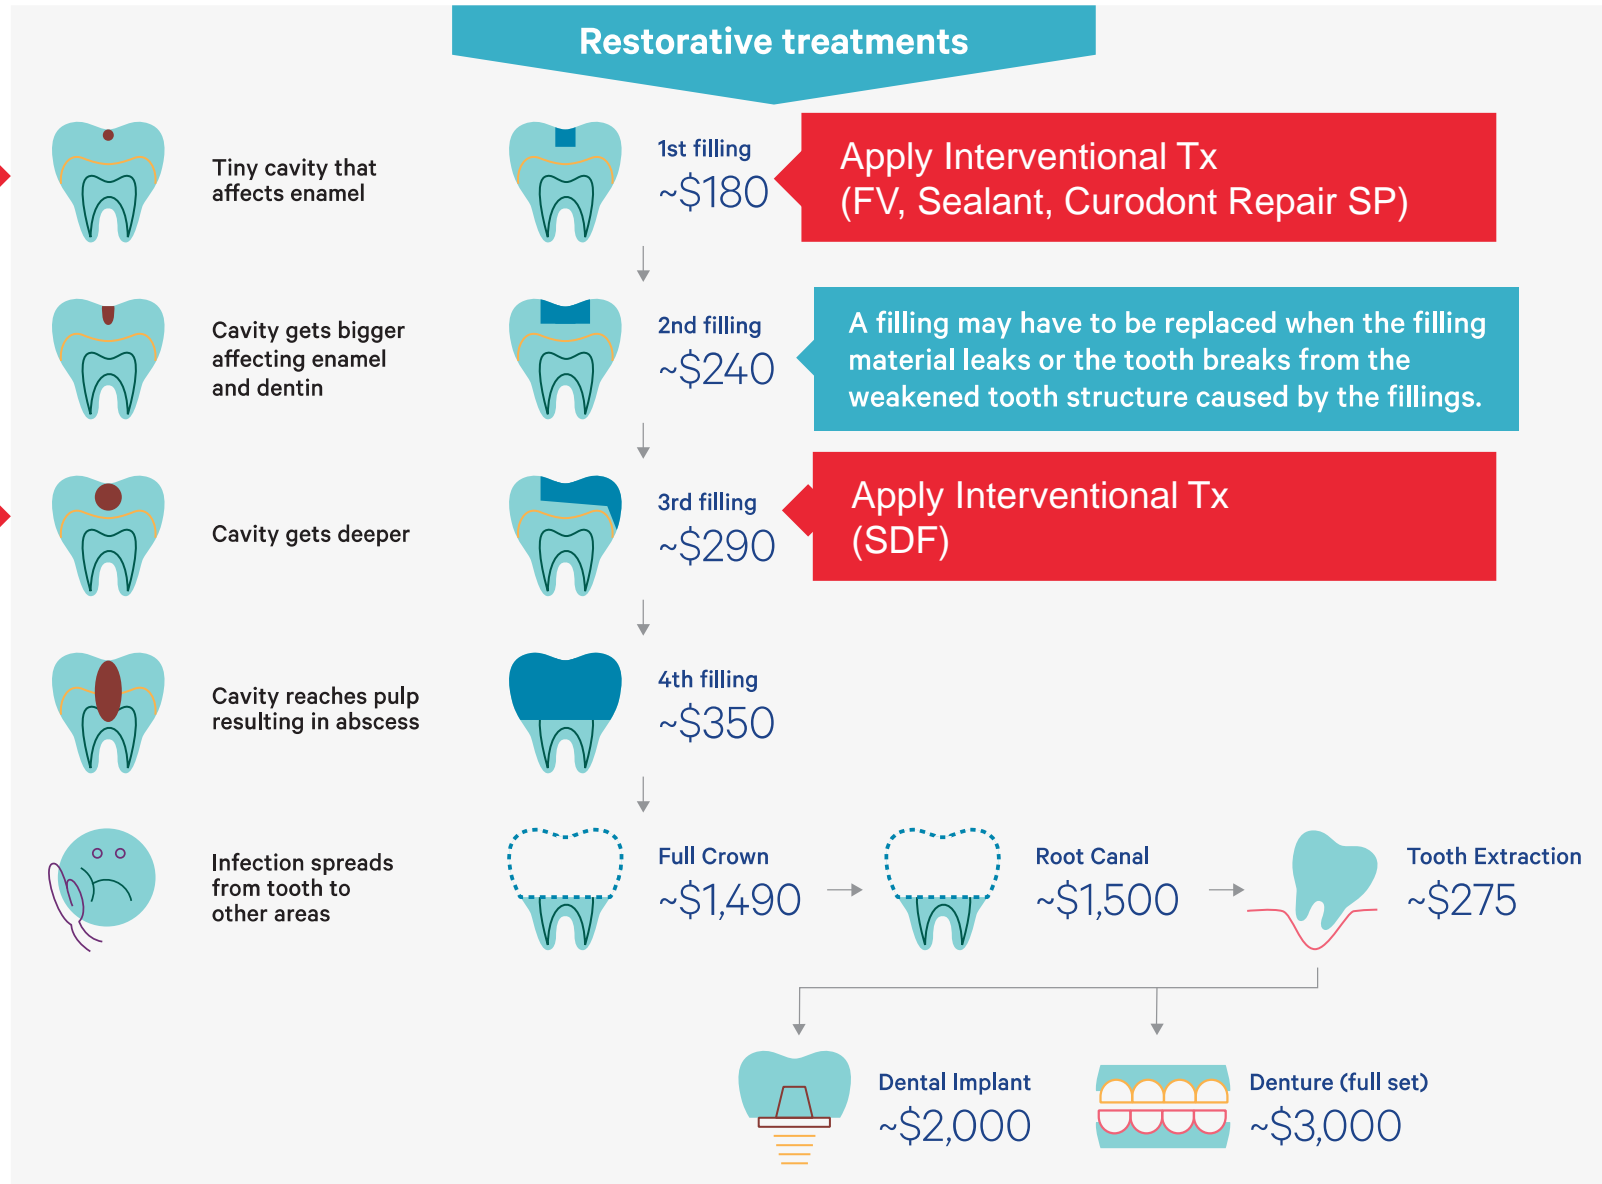 Restorative treatments
Tiny cavity that
affects enamel
1st filling
~$180
Apply Interventional Tx
(FV, Sealant, Curodont Repair SP)
Cavity gets bigger
affecting enamel
and dentin
2nd filling
~$240
A filling may have to be replaced when the filling
material leaks or the tooth breaks from the
weakened tooth structure caused by the fillings.
Cavity gets deeper
3rd filling
~$290
Apply Interventional Tx
(SDF)
Cavity reaches pulp
resulting in abscess
4th filling
~$350
Infection spreads
from tooth to
other areas
Full Crown
~$1,490
Root Canal
~$1,500
Tooth Extraction
~$275
Dental Implant
~$2,000
Denture (full set)
~$3,000